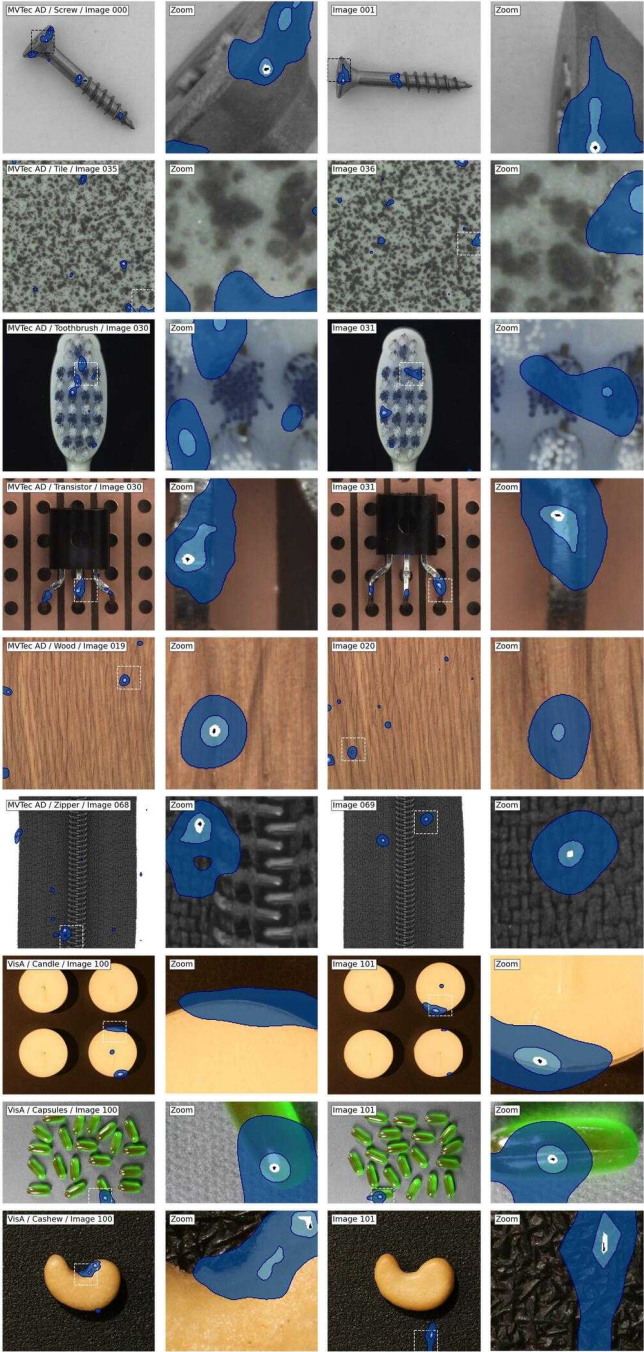 MVTec AD / Screw / Image 000
Zoom
Image 001
Zoom
MVTec AD / Tile / Image 035
Zoom
Image 036
Zoom
MVTec AD / Toothbrush / Image 030
Zoom
Image 031
Zoom
MVTec AD / Transistor / Image 030
Zoom
Image 031
Zoom
MVTec AD / Wood / Image 019
Zoom
Image 020
Zoom
MVTec AD / Zipper / Image 068
Zoom
Image 069
Zoom
VisA / Candle / Image 100
Zoom
Image 101
Zoom
VisA / Capsules / Image 100
Zoom
Image 101
Zoom
VisA / Cashew / Image 100
Zoom
Image 101
Zoom